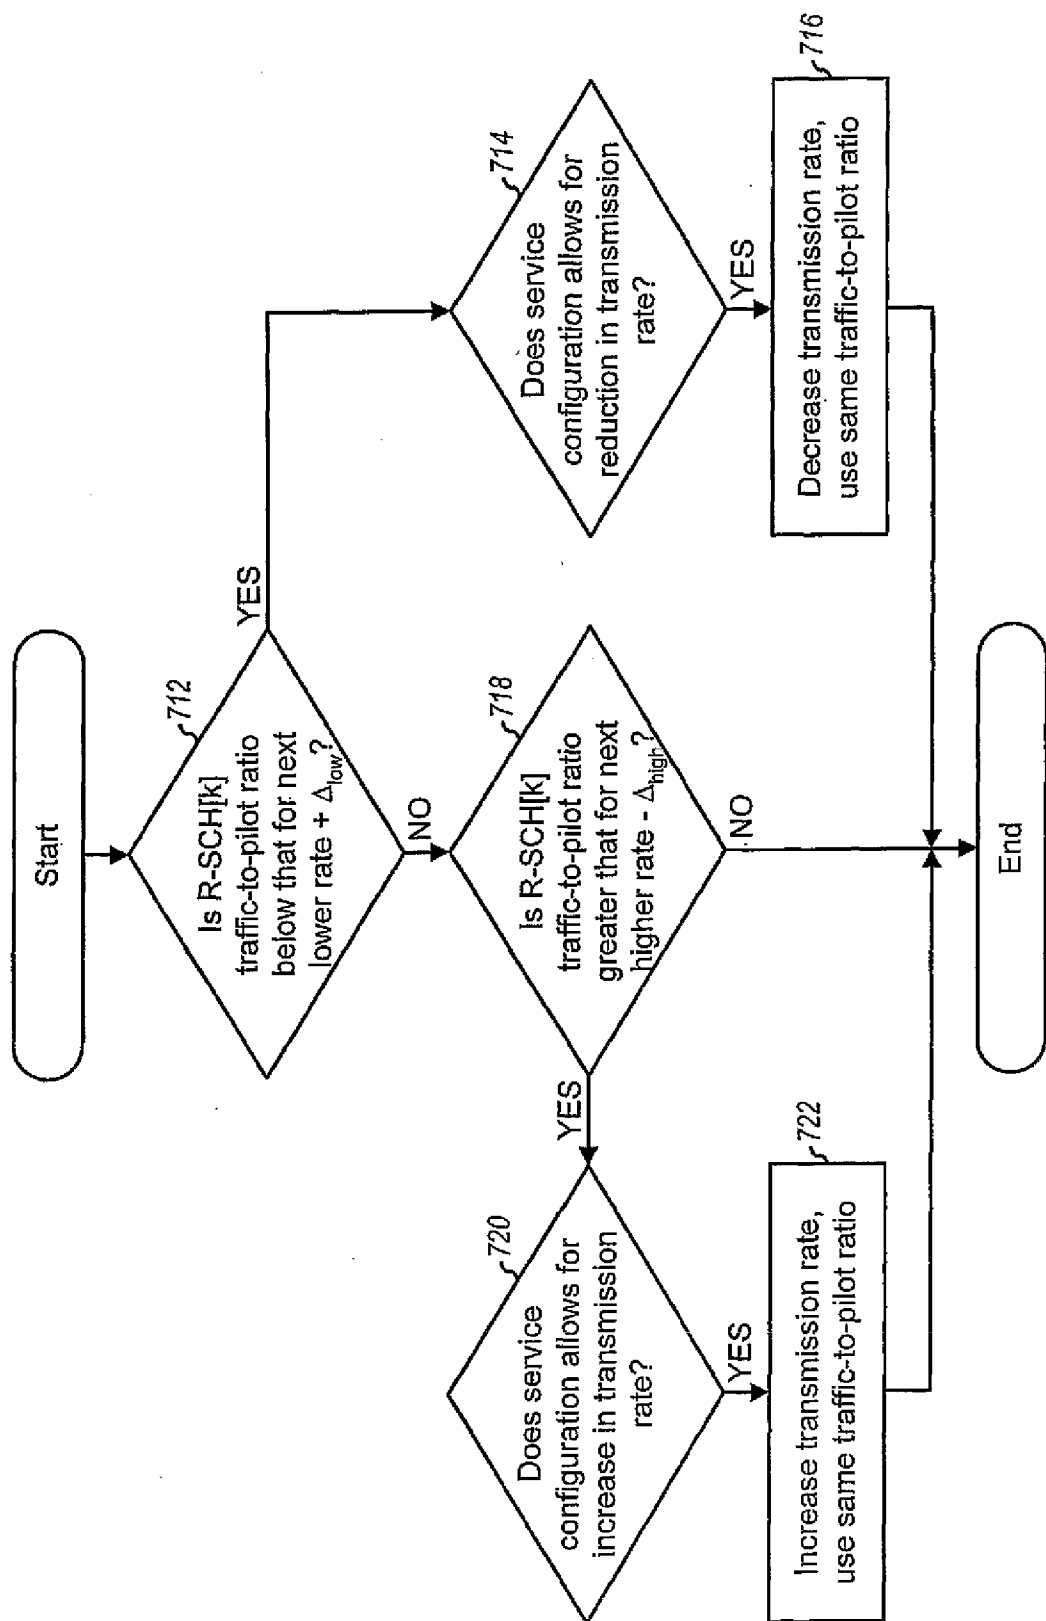 Start
712
Is R-SCH[k]
traffic-to-pilot ratio
below that for next
lower rate + Δlow?
YES
NO
714
Does service
configuration allows for
reduction in transmission
rate?
YES
716
Decrease transmission rate,
use same traffic-to-pilot ratio
718
Is R-SCH[k]
traffic-to-pilot ratio
greater that for next
higher rate - Δhigh?
YES
NO
720
Does service
configuration allows for
increase in transmission
rate?
YES
722
Increase transmission rate,
use same traffic-to-pilot ratio
End